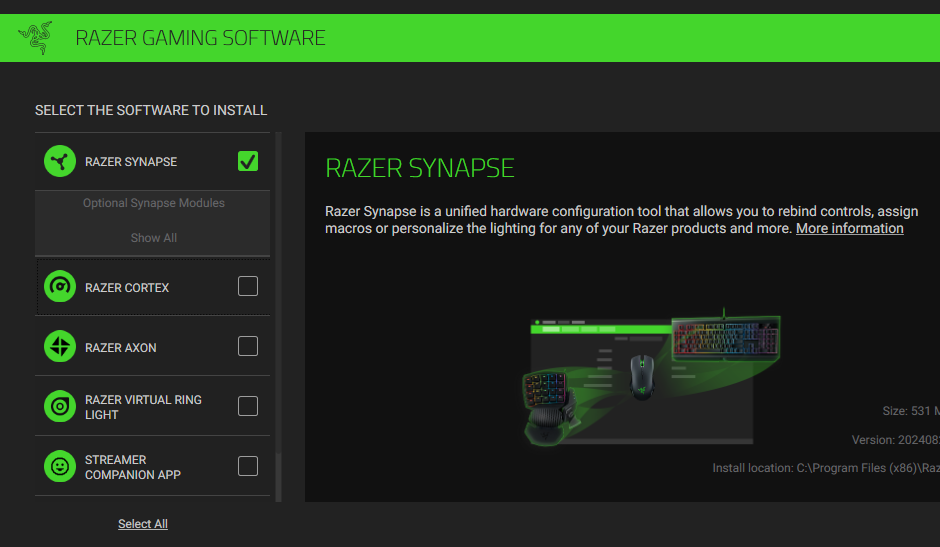 RAZER GAMING SOFTWARE
SELECT THE SOFTWARE TO INSTALL
RAZER SYNAPSE
Optional Synapse Modules
Show All
RAZER CORTEX
RAZER AXON
RAZER VIRTUAL RING
LIGHT
STREAMER
COMPANION APP
Select All
RAZER SYNAPSE
Razer Synapse is a unified hardware configuration tool that allows you to rebind controls, assign
macros or personalize the lighting for any of your Razer products and more. More information
Size: 531 M
Version: 202408
Install location: C:\Program Files (x86)\Raz